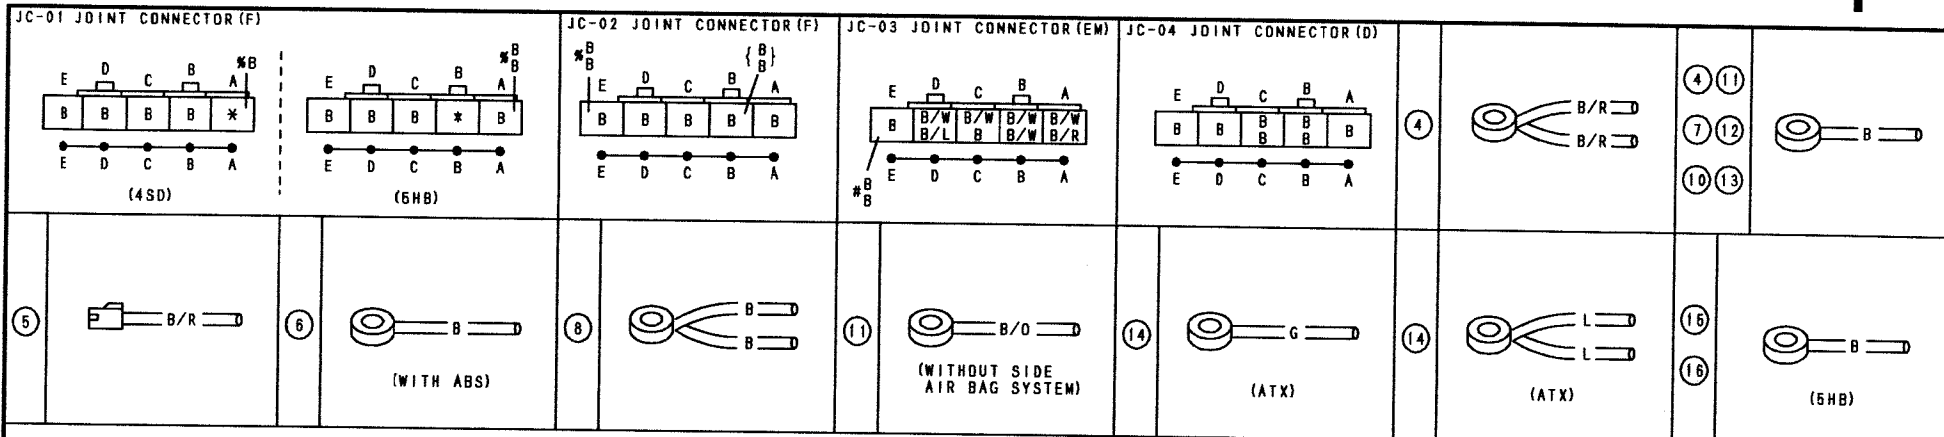 JC-01 JOINT CONNECTOR(F)
E D C B A %B
B B B B *
E D C B A
(4SD)
E D C B A %B B
B B B * B
E D C B A
(5HB)
JC-02 JOINT CONNECTOR(F)
%B B { B B }
E D C B A
B B B B B
E D C B A
JC-03 JOINT CONNECTOR(EM)
E D C B A
B B/W B/W B/W B/W
B/L B B/W B/R
#B B
E D C B A
JC-04 JOINT CONNECTOR(D)
E D C B A
B B B B B
B B
E D C B A
4
B/R
B/R
4 11
7 12
10 13
B
5
B/R
6
B
(WITH ABS)
8
B
B
11
B/O
(WITHOUT SIDE
AIR BAG SYSTEM)
14
G
(ATX)
14
L
L
(ATX)
15
16
B
(5HB)